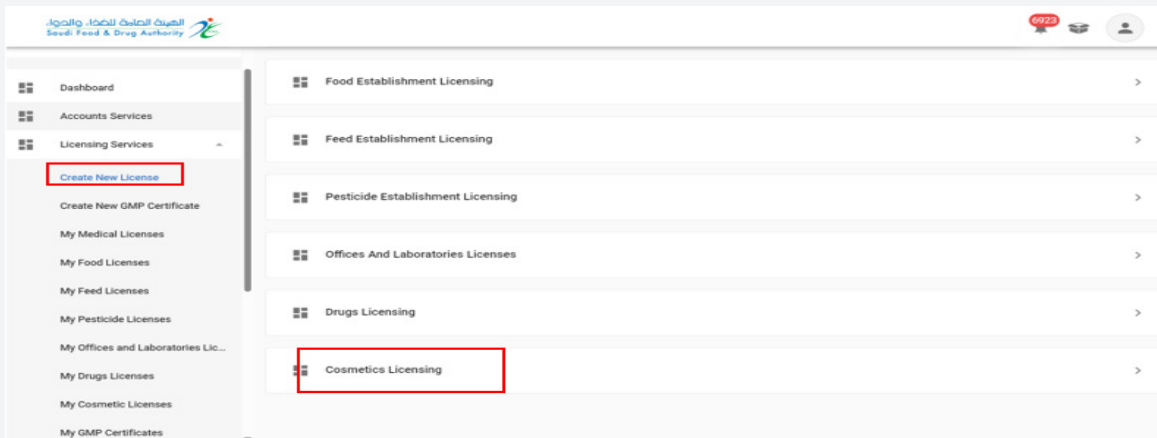 الهيئة العامة للغذاء والدواء
Saudi Food & Drug Authority
6923
Dashboard
Accounts Services
Licensing Services
Create New License
Create New GMP Certificate
My Medical Licenses
My Food Licenses
My Feed Licenses
My Pesticide Licenses
My Offices and Laboratories Lic...
My Drugs Licenses
My Cosmetic Licenses
My GMP Certificates
Food Establishment Licensing
Feed Establishment Licensing
Pesticide Establishment Licensing
Offices And Laboratories Licenses
Drugs Licensing
Cosmetics Licensing